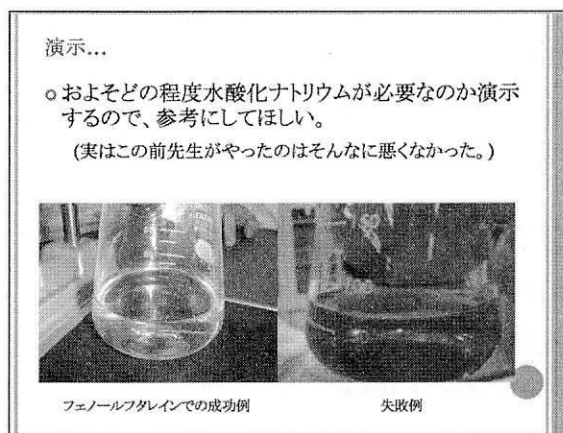 演示...
およそどの程度水酸化ナトリウムが必要なのか演示
するので、参考にしてほしい。
(実はこの前先生がやったのはそんなに悪くなかった。)
フェノールフタレインでの成功例
失敗例